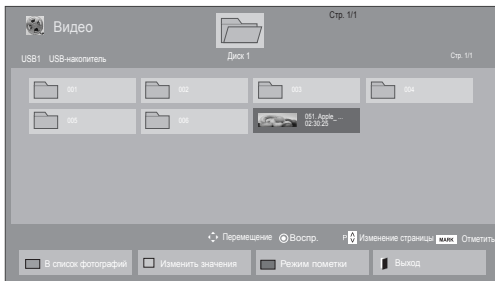 Стр. 1/1
Видео
Диск 1
USB1 USB-накопитель
Стр. 1/1
001 002 003 004
005 006 051. Apple_ ...
02:30:25
Перемещение Воспр. P Изменение страницы MARK Отметить
В список фотографий Изменить значения Режим пометки Выход